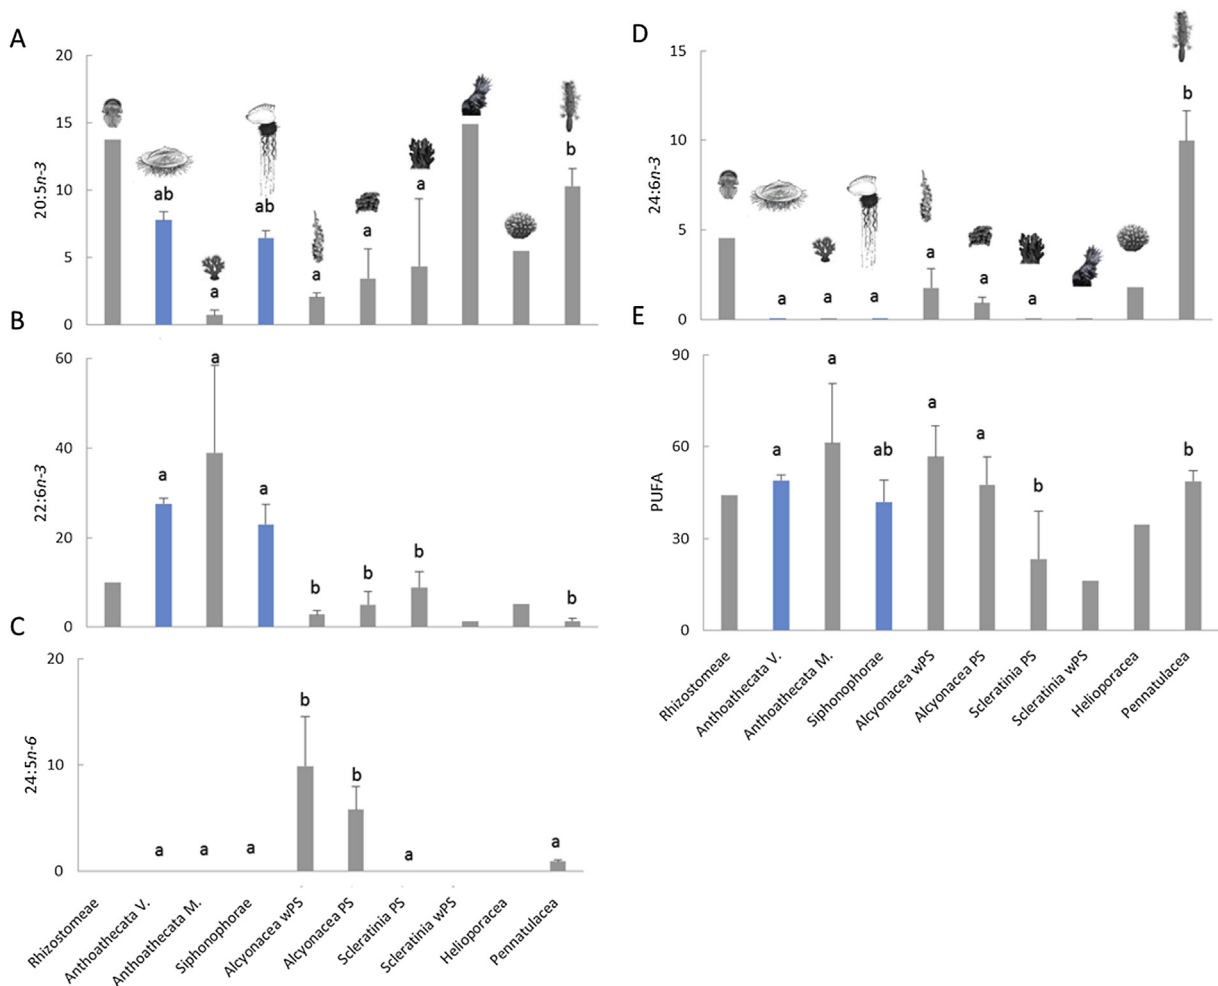 A
20
15
10
5
0
20:5n-3
ab
a
ab
a
a
a
b
B
60
40
20
0
22:6n-3
a
a
a
b
b
b
b
C
20
10
0
24:5n-6
a
a
a
b
b
a
a
Rhizostomeae
Anthoathecata V.
Anthoathecata M.
Siphonophorae
Alcyonacea wPS
Alcyonacea PS
Scleratinia PS
Scleratinia wPS
Helioporacea
Pennatulacea
D
15
10
5
0
24:6n-3
a
a
a
a
a
a
b
E
90
60
30
0
PUFA
a
a
ab
a
a
b
b
Rhizostomeae
Anthoathecata V.
Anthoathecata M.
Siphonophorae
Alcyonacea wPS
Alcyonacea PS
Scleratinia PS
Scleratinia wPS
Helioporacea
Pennatulacea